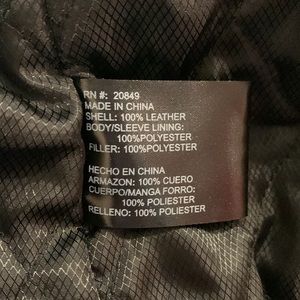 RN #: 20849
MADE IN CHINA
SHELL: 100% LEATHER
BODY/SLEEVE LINING:
100%POLYESTER
FILLER: 100%POLYESTER
HECHO EN CHINA
ARMAZON: 100% CUERO
CUERPO/MANGA FORRO:
100% POLIESTER
RELLENO: 100% POLIESTER